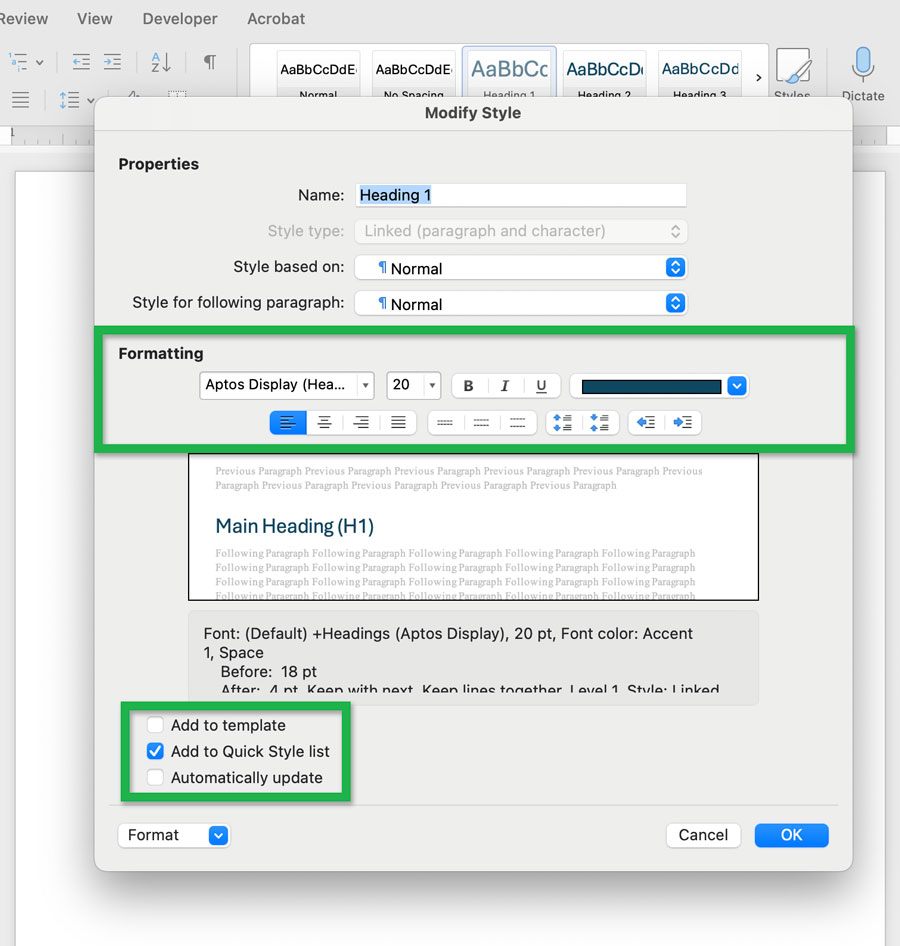 Review View Developer Acrobat
AaBbCcDdE AaBbCcDdE AaBbCc AaBbCcD AaBbCcDd
Normal No Spacing Heading 1 Heading 2 Heading 3 Styles Dictate
1
Modify Style
Properties
Name: Heading 1
Style type: Linked (paragraph and character)
Style based on: ¶ Normal
Style for following paragraph: ¶ Normal
Formatting
Aptos Display (Hea... 20 B I U
Previous Paragraph Previous Paragraph Previous Paragraph Previous Paragraph Previous Paragraph Previous
Paragraph Previous Paragraph Previous Paragraph Previous Paragraph Previous Paragraph
Main Heading (H1)
Following Paragraph Following Paragraph Following Paragraph Following Paragraph Following Paragraph
Following Paragraph Following Paragraph Following Paragraph Following Paragraph Following Paragraph
Following Paragraph Following Paragraph Following Paragraph Following Paragraph Following Paragraph
Following Paragraph Following Paragraph Following Paragraph Following Paragraph Following Paragraph
Font: (Default) +Headings (Aptos Display), 20 pt, Font color: Accent
1, Space
Before: 18 pt
After: 4 pt, Keep with next, Keep lines together, Level 1, Style: Linked
Add to template
Add to Quick Style list
Automatically update
Format Cancel OK